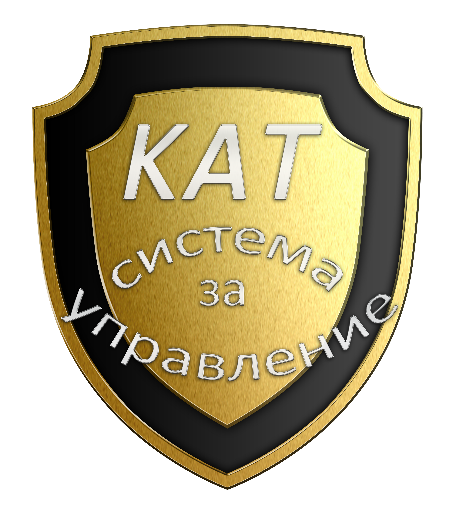 КАТ
система
за
управление